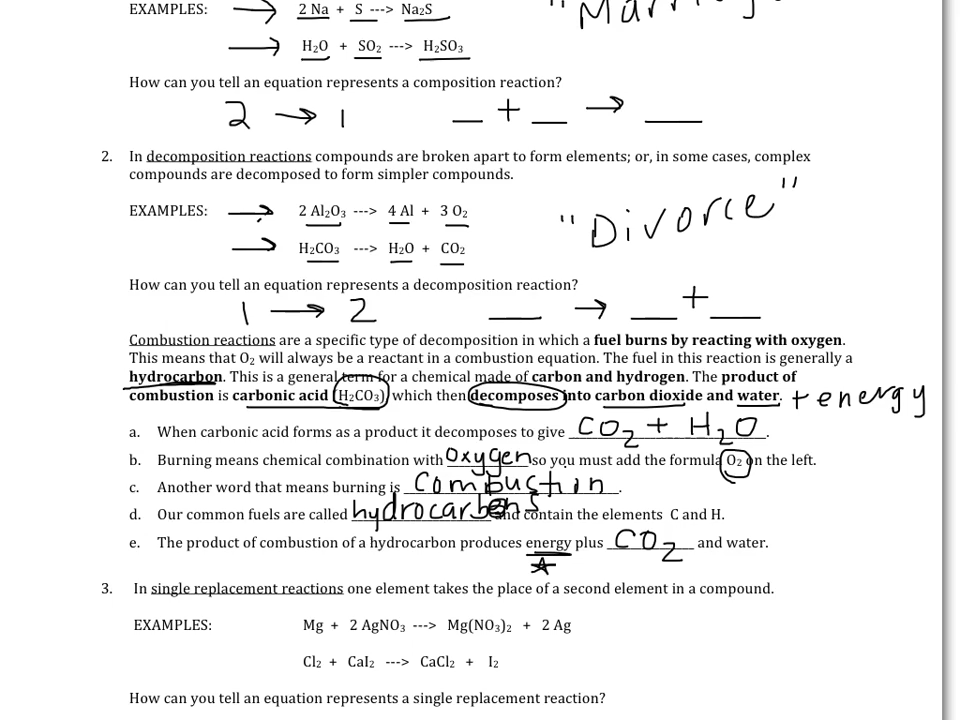 EXAMPLES: → 2 Na + S ---> Na₂S
→ H₂O + SO₂ ---> H₂SO₃
How can you tell an equation represents a composition reaction?
2 → 1 _ + _ → __
2. In decomposition reactions compounds are broken apart to form elements; or, in some cases, complex
compounds are decomposed to form simpler compounds.
EXAMPLES: → 2 Al₂O₃ ---> 4 Al + 3 O₂ "Divorce"
→ H₂CO₃ ---> H₂O + CO₂
How can you tell an equation represents a decomposition reaction?
1 → 2 __ → __ + __
Combustion reactions are a specific type of decomposition in which a fuel burns by reacting with oxygen.
This means that O₂ will always be a reactant in a combustion equation. The fuel in this reaction is generally a
hydrocarbon. This is a general term for a chemical made of carbon and hydrogen. The product of
combustion is carbonic acid (H₂CO₃) which then decomposes into carbon dioxide and water. + energy
a. When carbonic acid forms as a product it decomposes to give CO₂ + H₂O.
b. Burning means chemical combination with Oxygen so you must add the formula O₂ on the left.
c. Another word that means burning is Combustin.
d. Our common fuels are called hydrocarbens and contain the elements C and H.
e. The product of combustion of a hydrocarbon produces energy plus CO₂ and water.
3. In single replacement reactions one element takes the place of a second element in a compound.
EXAMPLES: Mg + 2 AgNO₃ ---> Mg(NO₃)₂ + 2 Ag
Cl₂ + CaI₂ ---> CaCl₂ + I₂
How can you tell an equation represents a single replacement reaction?